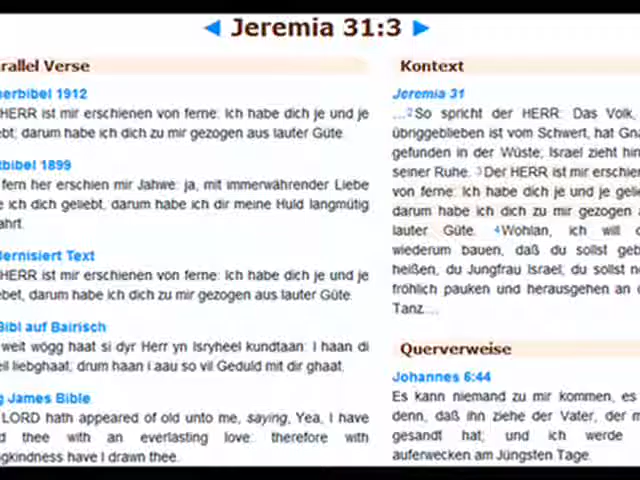 ◄ Jeremia 31:3 ►
rallel Verse
erbibel 1912
HERR ist mir erschienen von ferne: Ich habe dich je und je
ebt; darum habe ich dich zu mir gezogen aus lauter Güte.
tbibel 1899
fern her erschien mir Jahwe: ja, mit immerwährender Liebe
e ich dich geliebt, darum habe ich dir meine Huld langmütig
ahrt.
dernisiert Text
HERR ist mir erschienen von ferne: Ich habe dich je und je
ebet, darum habe ich dich zu mir gezogen aus lauter Güte.
Bibl auf Bairisch
weit wögg haat si dyr Herr yn Isryheel kundtaan: I haan di
eil liebghaat; drum haan i aau so vil Geduld mit dir ghaat.
g James Bible
LORD hath appeared of old unto me, saying, Yea, I have
d thee with an everlasting love: therefore with
ngkindness have I drawn thee.
Kontext
Jeremia 31
…2So spricht der HERR: Das Volk,
übriggeblieben ist vom Schwert, hat Gna
gefunden in der Wüste; Israel zieht hin
seiner Ruhe. 3Der HERR ist mir erschie
von ferne: Ich habe dich je und je gelie
darum habe ich dich zu mir gezogen
lauter Güte. 4Wohlan, ich will d
wiederum bauen, daß du sollst geb
heißen, du Jungfrau Israel; du sollst no
fröhlich pauken und herausgehen an d
Tanz.…
Querverweise
Johannes 6:44
Es kann niemand zu mir kommen, es
denn, daß ihn ziehe der Vater, der m
gesandt hat; und ich werde
auferwecken am Jüngsten Tage.